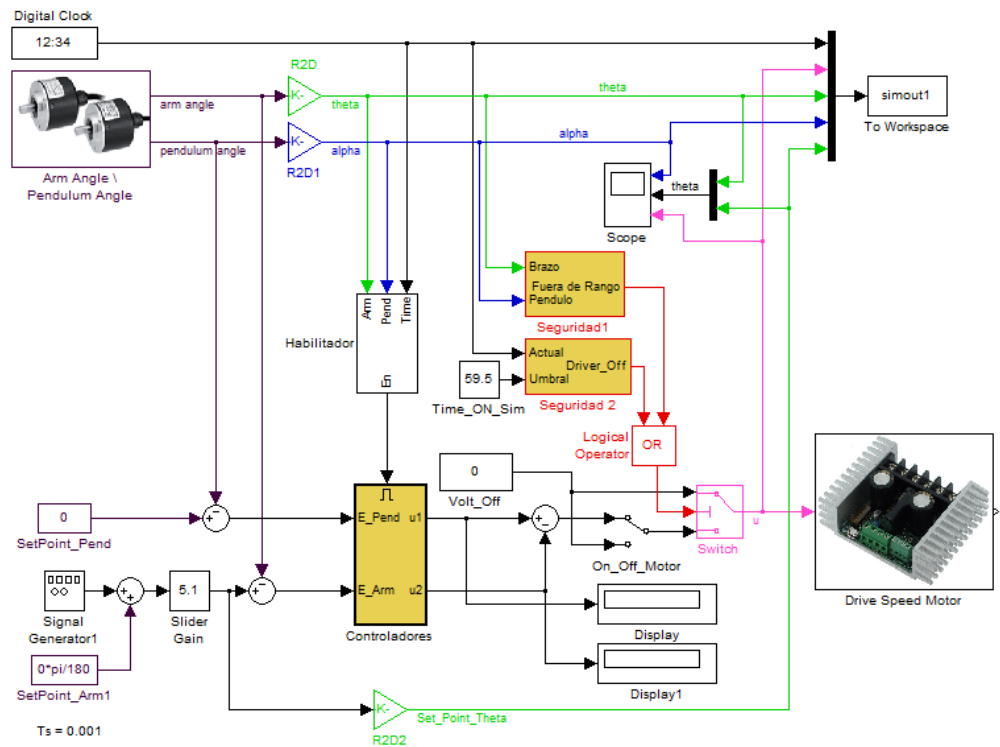 Digital Clock
12:34
arm angle
pendulum angle
Arm Angle \
Pendulum Angle
R2D
K-
theta
K-
alpha
R2D1
theta
alpha
simout1
To Workspace
theta
Scope
Arm
Pend
Time
Habilitador
En
Brazo
Fuera de Rango
Pendulo
Seguridad1
Actual
Driver_Off
Umbral
Seguridad 2
59.5
Time_ON_Sim
Logical
Operator
OR
0
Volt_Off
u
Switch
0
SetPoint_Pend
E_Pend
u1
E_Arm
u2
Controladores
On_Off_Motor
Drive Speed Motor
Signal
Generator1
5.1
Slider
Gain
0*pi/180
SetPoint_Arm1
Display
Display1
K-
Set_Point_Theta
R2D2
Ts = 0.001